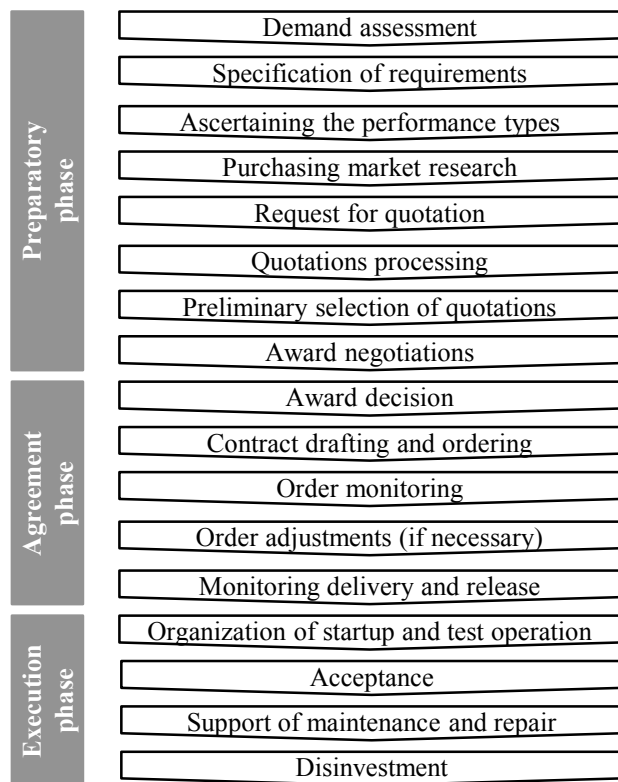 Preparatory
phase
Demand assessment
Specification of requirements
Ascertaining the performance types
Purchasing market research
Request for quotation
Quotations processing
Preliminary selection of quotations
Award negotiations
Agreement
phase
Award decision
Contract drafting and ordering
Order monitoring
Order adjustments (if necessary)
Monitoring delivery and release
Execution
phase
Organization of startup and test operation
Acceptance
Support of maintenance and repair
Disinvestment